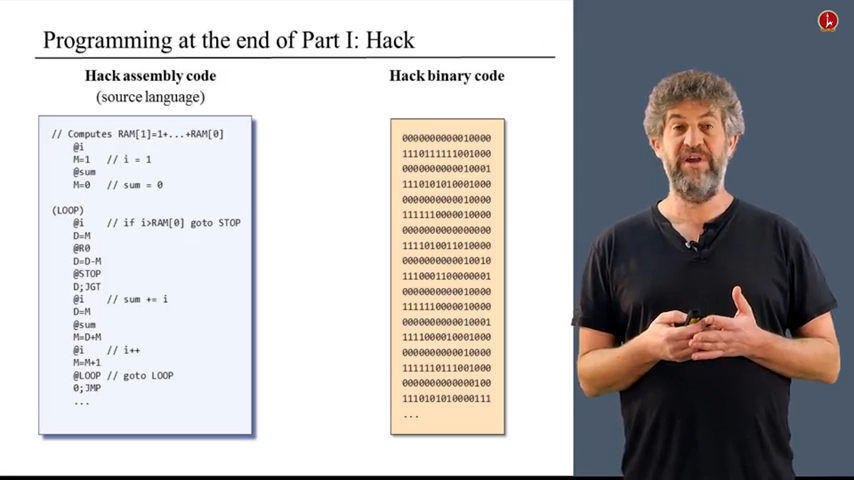 Programming at the end of Part I: Hack
Hack assembly code
(source language)
// Computes RAM[1]=1+...+RAM[0]
@i
M=1 // i = 1
@sum
M=0 // sum = 0
(LOOP)
@i // if i>RAM[0] goto STOP
D=M
@R0
D=D-M
@STOP
D;JGT
@i // sum += i
D=M
@sum
M=D+M
@i // i++
M=M+1
@LOOP // goto LOOP
0;JMP
...
Hack binary code
0000000000010000
1110111111001000
0000000000010001
1110101010001000
0000000000010000
1111110000010000
0000000000000000
1111010011010000
0000000000010010
1110001100000001
0000000000010000
1111110000010000
0000000000010001
1111000010001000
0000000000010000
1111110111001000
0000000000000100
1110101010000111
...